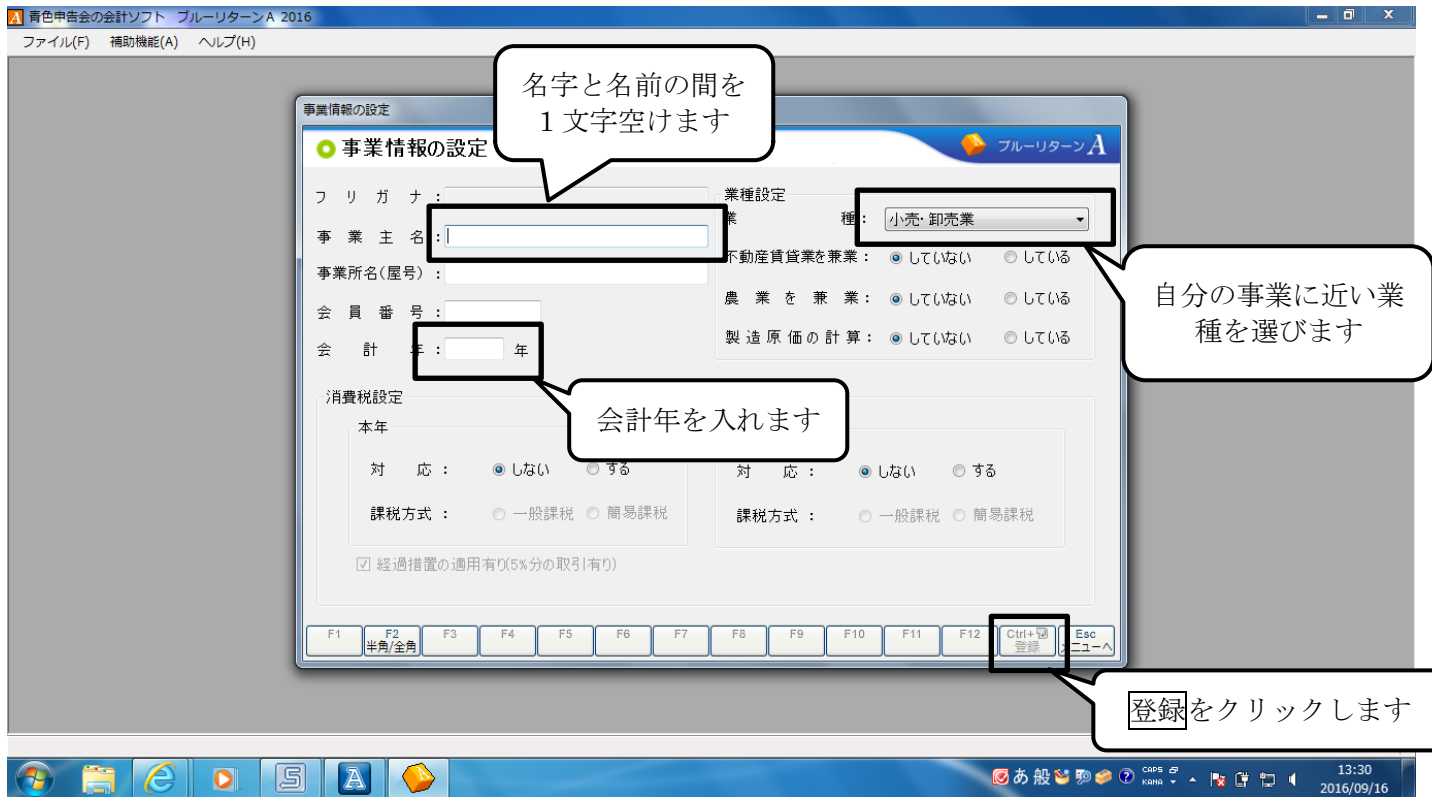 青色申告会の会計ソフト ブルーリターンA 2016
ファイル(F) 補助機能(A) ヘルプ(H)
名字と名前の間を
１文字空けます
事業情報の設定
事業情報の設定
ブルーリターンA
フリガナ：
事業主名：
事業所名(屋号)：
会員番号：
会計年： 年
会計年を入れます
業種設定
業種： 小売・卸売業
不動産賃貸業を兼業： していない している
農業を兼業： していない している
製造原価の計算： していない している
自分の事業に近い業
種を選びます
消費税設定
本年
対応： しない する
課税方式： 一般課税 簡易課税
対応： しない する
課税方式： 一般課税 簡易課税
経過措置の適用有り(5%分の取引有り)
F1
F2
半角/全角
F3
F4
F5
F6
F7
F8
F9
F10
F11
F12
Ctrl+
登録
Esc
メニューへ
登録をクリックします
あ 般
CAPS
KANA
13:30
2016/09/16